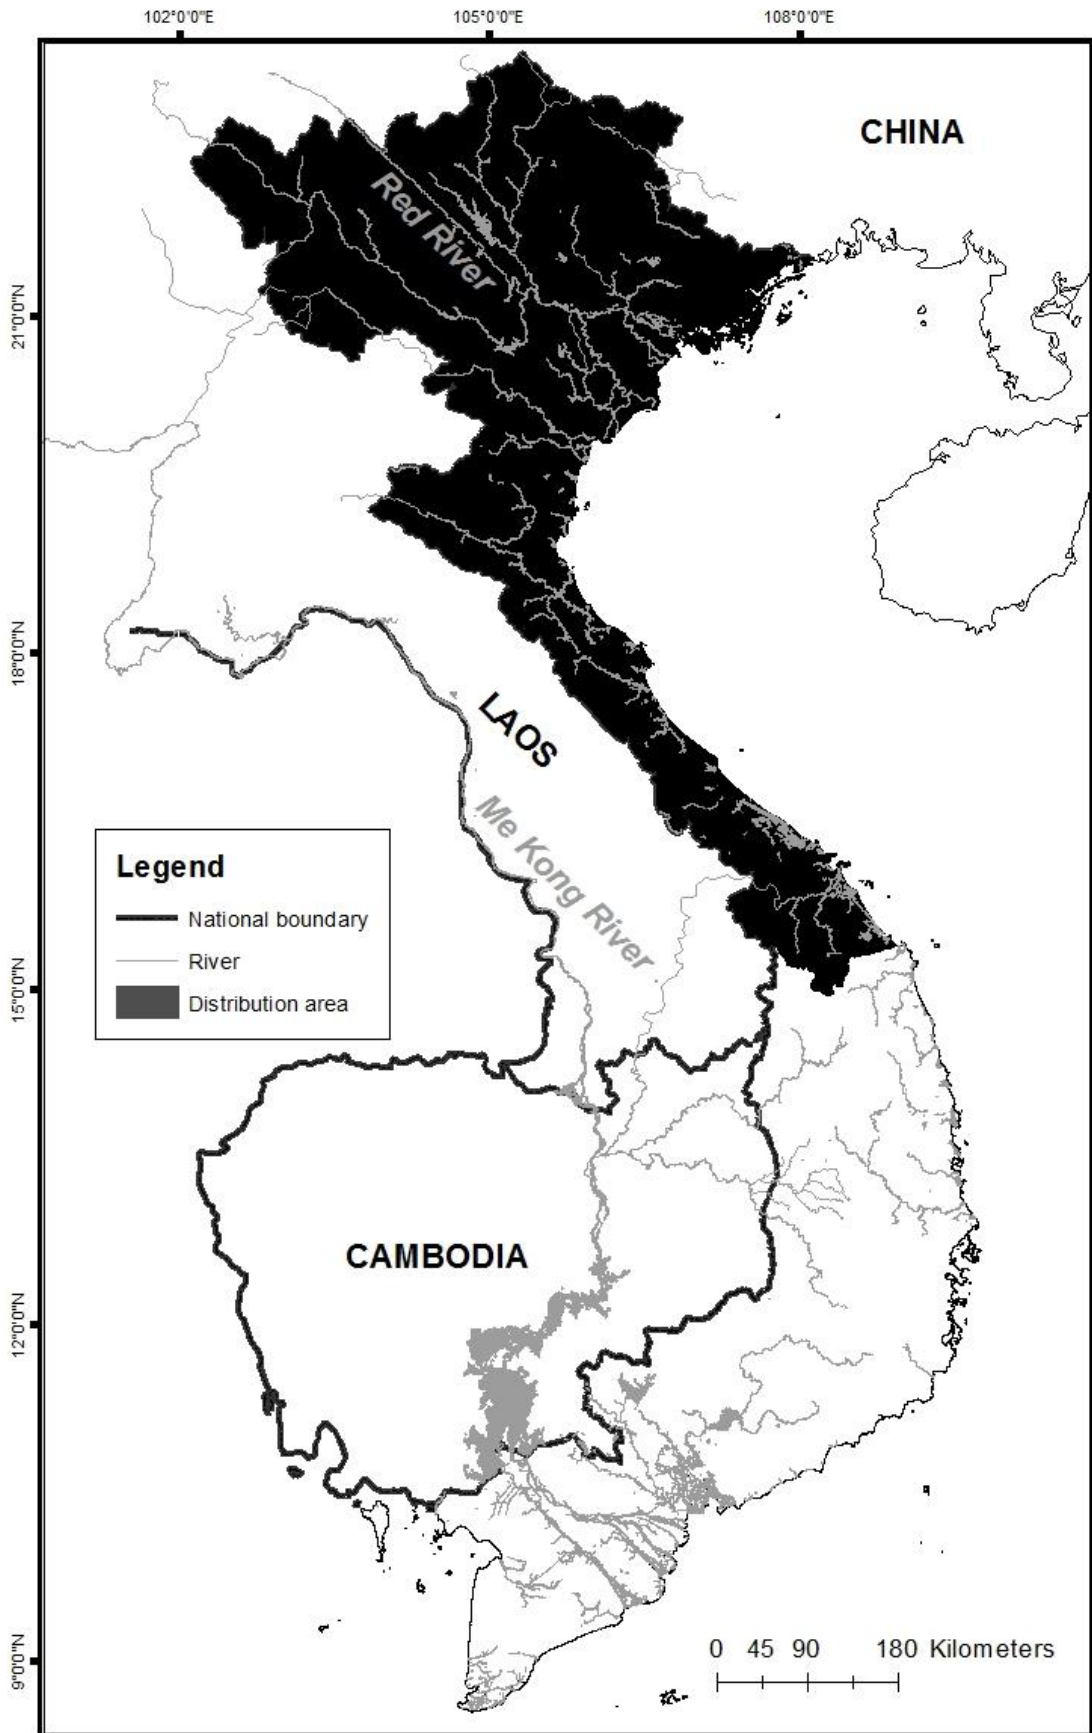 102°0'0"E 105°0'0"E 108°0'0"E
CHINA
Red River
21°0'0"N
18°0'0"N
LAOS
Me Kong River
Legend
National boundary
River
Distribution area
15°0'0"N
CAMBODIA
12°0'0"N
9°0'0"N
0 45 90 180 Kilometers